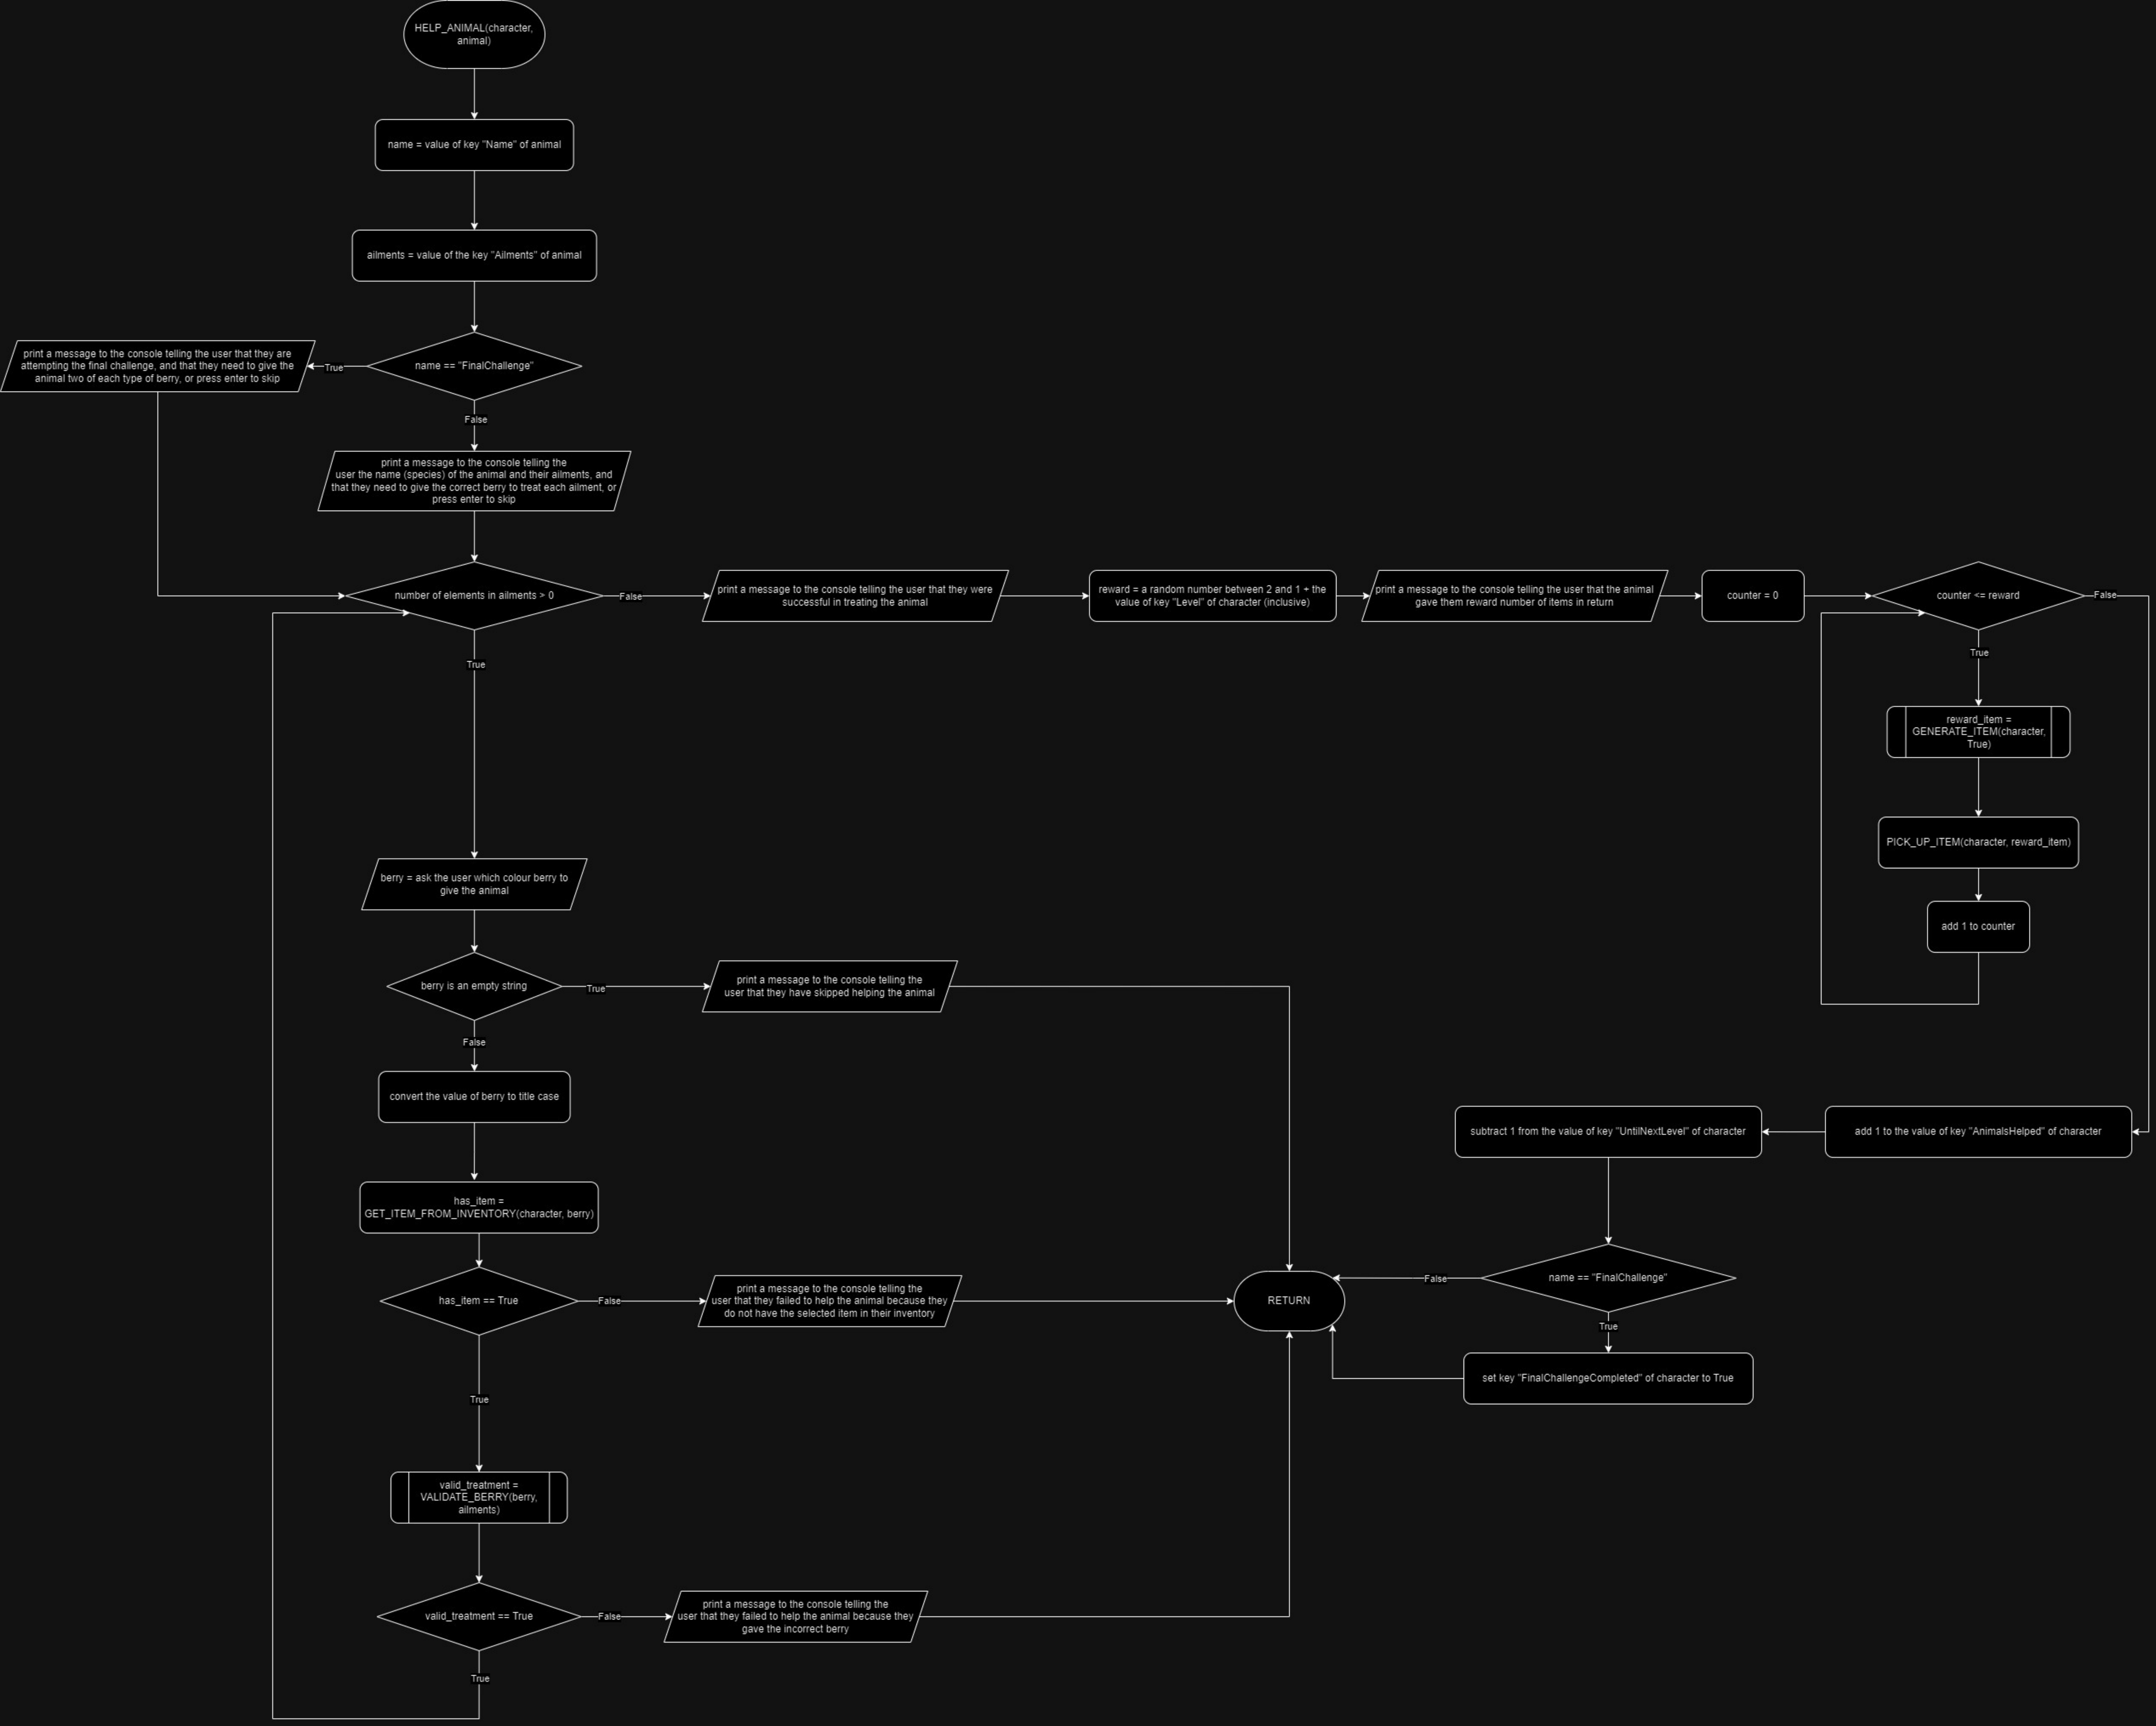 HELP_ANIMAL(character,
animal)
name = value of key "Name" of animal
ailments = value of the key "Ailments" of animal
name == "FinalChallenge"
True
print a message to the console telling the user that they are
attempting the final challenge, and that they need to give the
animal two of each type of berry, or press enter to skip
False
print a message to the console telling the
user the name (species) of the animal and their ailments, and
that they need to give the correct berry to treat each ailment, or
press enter to skip
number of elements in ailments > 0
False
print a message to the console telling the user that they were
successful in treating the animal
reward = a random number between 2 and 1 + the
value of key "Level" of character (inclusive)
print a message to the console telling the user that the animal
gave them reward number of items in return
counter = 0
counter <= reward
False
True
reward_item =
GENERATE_ITEM(character,
True)
PICK_UP_ITEM(character, reward_item)
add 1 to counter
True
berry = ask the user which colour berry to
give the animal
berry is an empty string
True
print a message to the console telling the
user that they have skipped helping the animal
False
convert the value of berry to title case
has_item =
GET_ITEM_FROM_INVENTORY(character, berry)
has_item == True
False
print a message to the console telling the
user that they failed to help the animal because they
do not have the selected item in their inventory
RETURN
True
valid_treatment =
VALIDATE_BERRY(berry,
ailments)
valid_treatment == True
False
print a message to the console telling the
user that they failed to help the animal because they
gave the incorrect berry
True
add 1 to the value of key "AnimalsHelped" of character
subtract 1 from the value of key "UntilNextLevel" of character
name == "FinalChallenge"
False
True
set key "FinalChallengeCompleted" of character to True